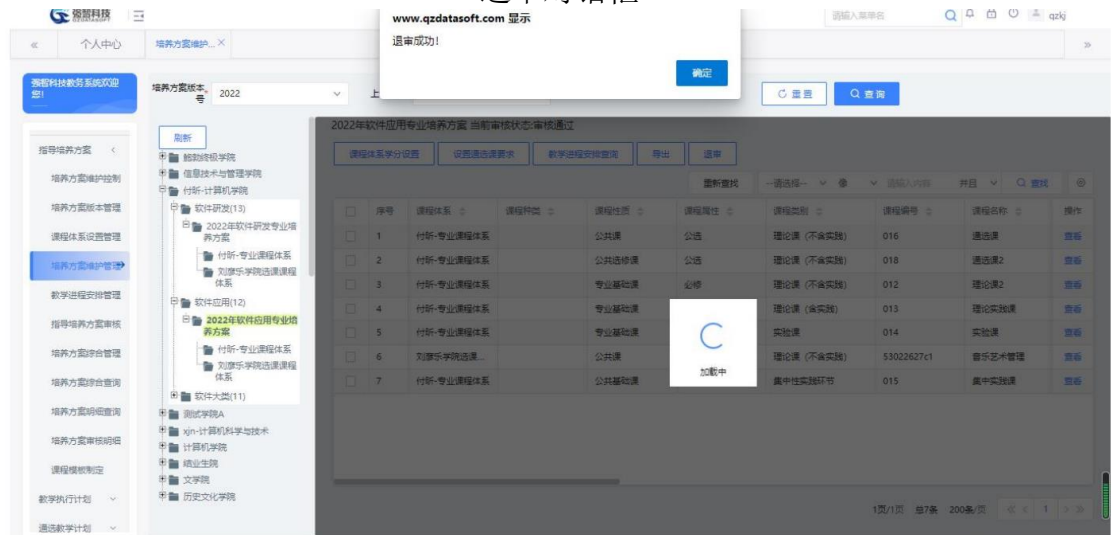 强智科技
www.qzdatasoft.com 显示
请输入菜单名
qzkj
退审成功！
确定
个人中心
培养方案维护...
强智科技教务系统欢迎您!
培养方案版本号
2022
上
重置
查询
指导培养方案
培养方案维护控制
培养方案版本管理
课程体系设置管理
培养方案维护管理
教学进程安排管理
指导培养方案审核
培养方案综合管理
培养方案综合查询
培养方案明细查询
培养方案审核明细
课程模板制定
教学执行计划
通选教学计划
刷新
信息技术与管理学院
付昕-计算机学院
软件研发(13)
2022年软件研发专业培养方案
付昕-专业课程体系
刘彦乐学院选课课程体系
软件应用(12)
2022年软件应用专业培养方案
付昕-专业课程体系
刘彦乐学院选课课程体系
软件大类(11)
测试学院A
xjn-计算机科学与技术
计算机学院
结业生院
文学院
历史文化学院
2022年软件应用专业培养方案 当前审核状态:审核通过
课程体系学分设置 设置通选课要求 教学进程安排查询 导出 退审
重新查找 --请选择-- 像 请输入内容 并且 查找
序号 课程体系 课程种类 课程性质 课程属性 课程类别 课程编号 课程名称 操作
1 付昕-专业课程体系 公共课 公选 理论课（不含实践） 016 通选课 查看
2 付昕-专业课程体系 公共选修课 公选 理论课（不含实践） 018 通选课2 查看
3 付昕-专业课程体系 专业基础课 必修 理论课（不含实践） 012 理论课2 查看
4 付昕-专业课程体系 专业基础课 理论课（含实践） 013 理论实践课 查看
5 付昕-专业课程体系 专业基础课 实验课 014 实验课 查看
6 刘彦乐学院选课... 公共课 理论课（不含实践） 53022627c1 音乐艺术管理 查看
7 付昕-专业课程体系 公共基础课 集中性实践环节 015 集中实践课 查看
加载中
1页/1页 总7条 200条/页 1